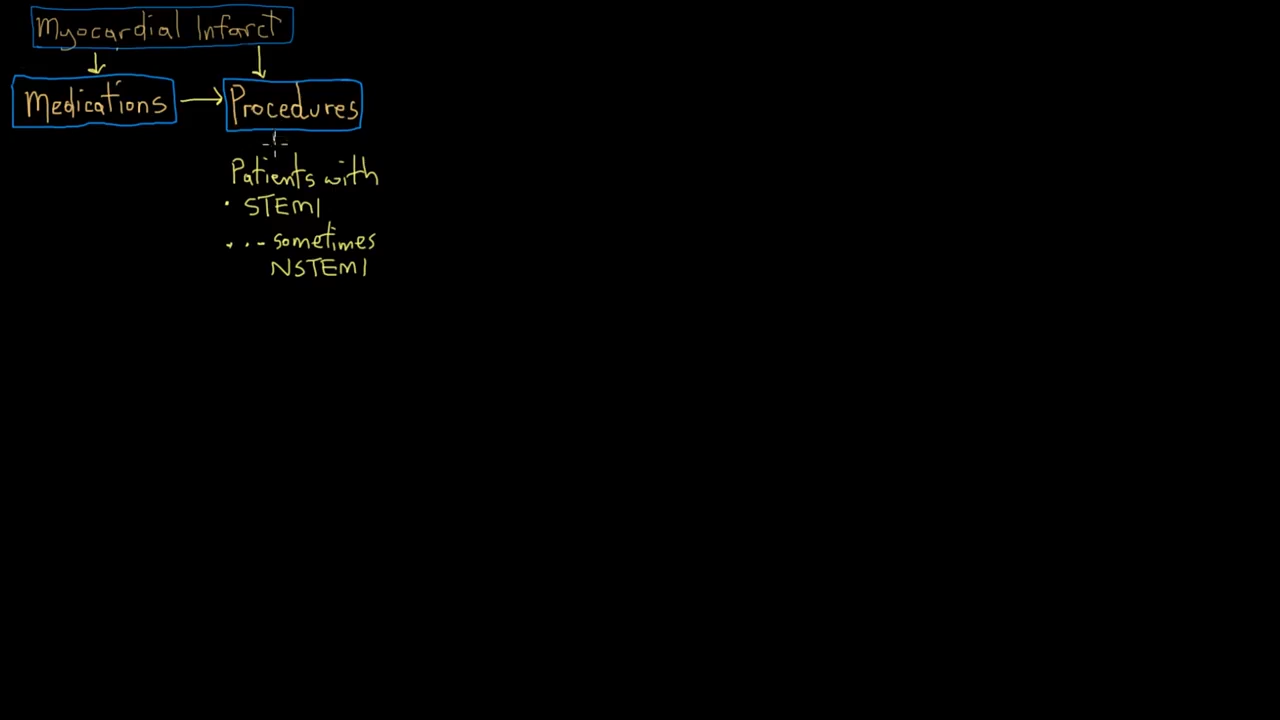 Myocardial Infarct
Medications
Procedures
Patients with
• STEMI
... - sometimes
NSTEMI